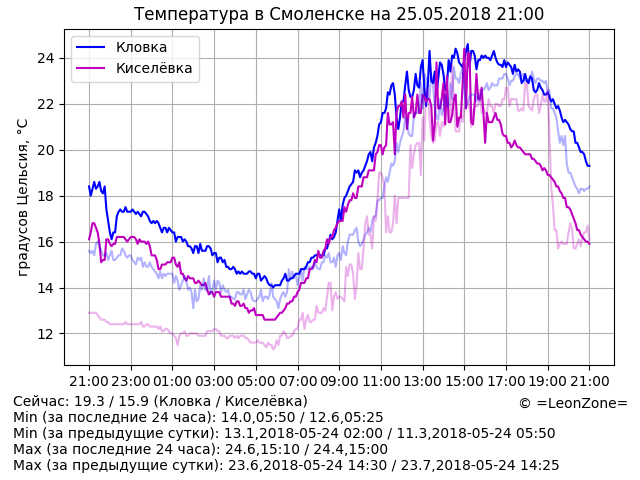 Температура в Смоленске на 25.05.2018 21:00
Кловка
Киселёвка
градусов Цельсия, °C
24
22
20
18
16
14
12
21:00 23:00 01:00 03:00 05:00 07:00 09:00 11:00 13:00 15:00 17:00 19:00 21:00
Сейчас: 19.3 / 15.9 (Кловка / Киселёвка)
© =LeonZone=
Min (за последние 24 часа): 14.0,05:50 / 12.6,05:25
Min (за предыдущие сутки): 13.1,2018-05-24 02:00 / 11.3,2018-05-24 05:50
Max (за последние 24 часа): 24.6,15:10 / 24.4,15:00
Max (за предыдущие сутки): 23.6,2018-05-24 14:30 / 23.7,2018-05-24 14:25